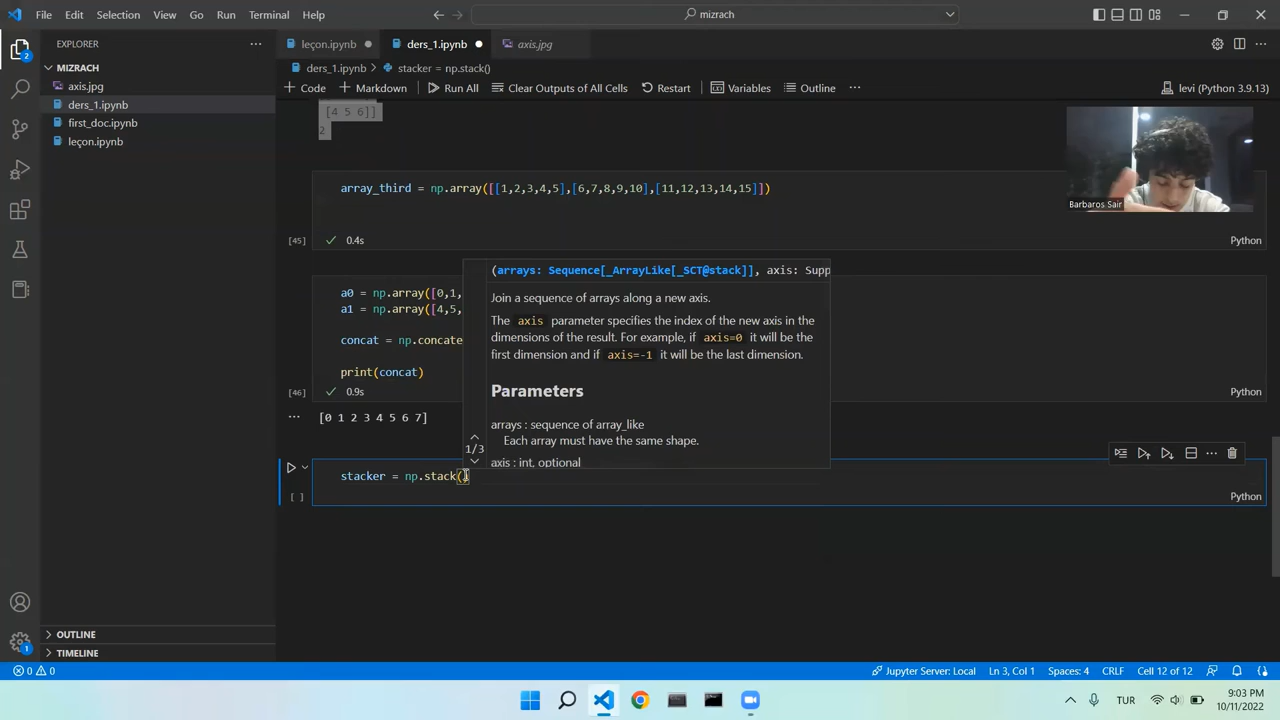 File Edit Selection View Go Run Terminal Help
mizrach
EXPLORER
leçon.ipynb
ders_1.ipynb
axis.jpg
MIZRACH
axis.jpg
ders_1.ipynb
first_doc.ipynb
leçon.ipynb
ders_1.ipynb > stacker = np.stack()
+ Code + Markdown Run All Clear Outputs of All Cells Restart Variables Outline ... levi (Python 3.9.13)
[4 5 6]]
2
array_third = np.array([[1,2,3,4,5],[6,7,8,9,10],[11,12,13,14,15]])
[45] 0.4s Python
Barbaros Sair
a0 = np.array([0,1,
a1 = np.array([4,5,
concat = np.concate
print(concat)
[46] 0.9s Python
... [0 1 2 3 4 5 6 7]
(arrays: Sequence[_ArrayLike[_SCT@stack]], axis: Supp
Join a sequence of arrays along a new axis.
The axis parameter specifies the index of the new axis in the
dimensions of the result. For example, if axis=0 it will be the
first dimension and if axis=-1 it will be the last dimension.
Parameters
arrays : sequence of array_like
Each array must have the same shape.
1/3
axis : int, optional
stacker = np.stack()
[ ] Python
OUTLINE
TIMELINE
2
1
0 0 Jupyter Server: Local Ln 3, Col 1 Spaces: 4 CRLF Cell 12 of 12
TUR
9:03 PM
10/11/2022